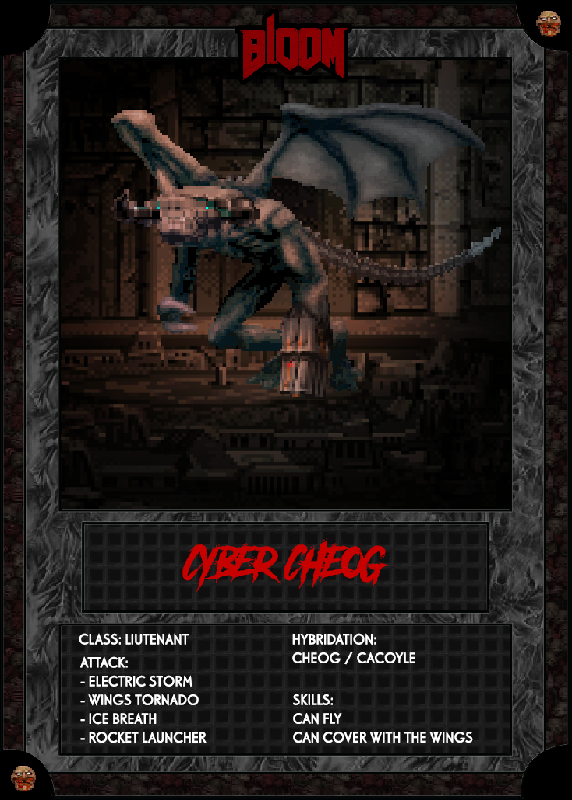 BLOOM
CYBER CHEOG
CLASS: LIUTENANT
ATTACK:
- ELECTRIC STORM
- WINGS TORNADO
- ICE BREATH
- ROCKET LAUNCHER
HYBRIDATION:
CHEOG / CACOYLE
SKILLS:
CAN FLY
CAN COVER WITH THE WINGS